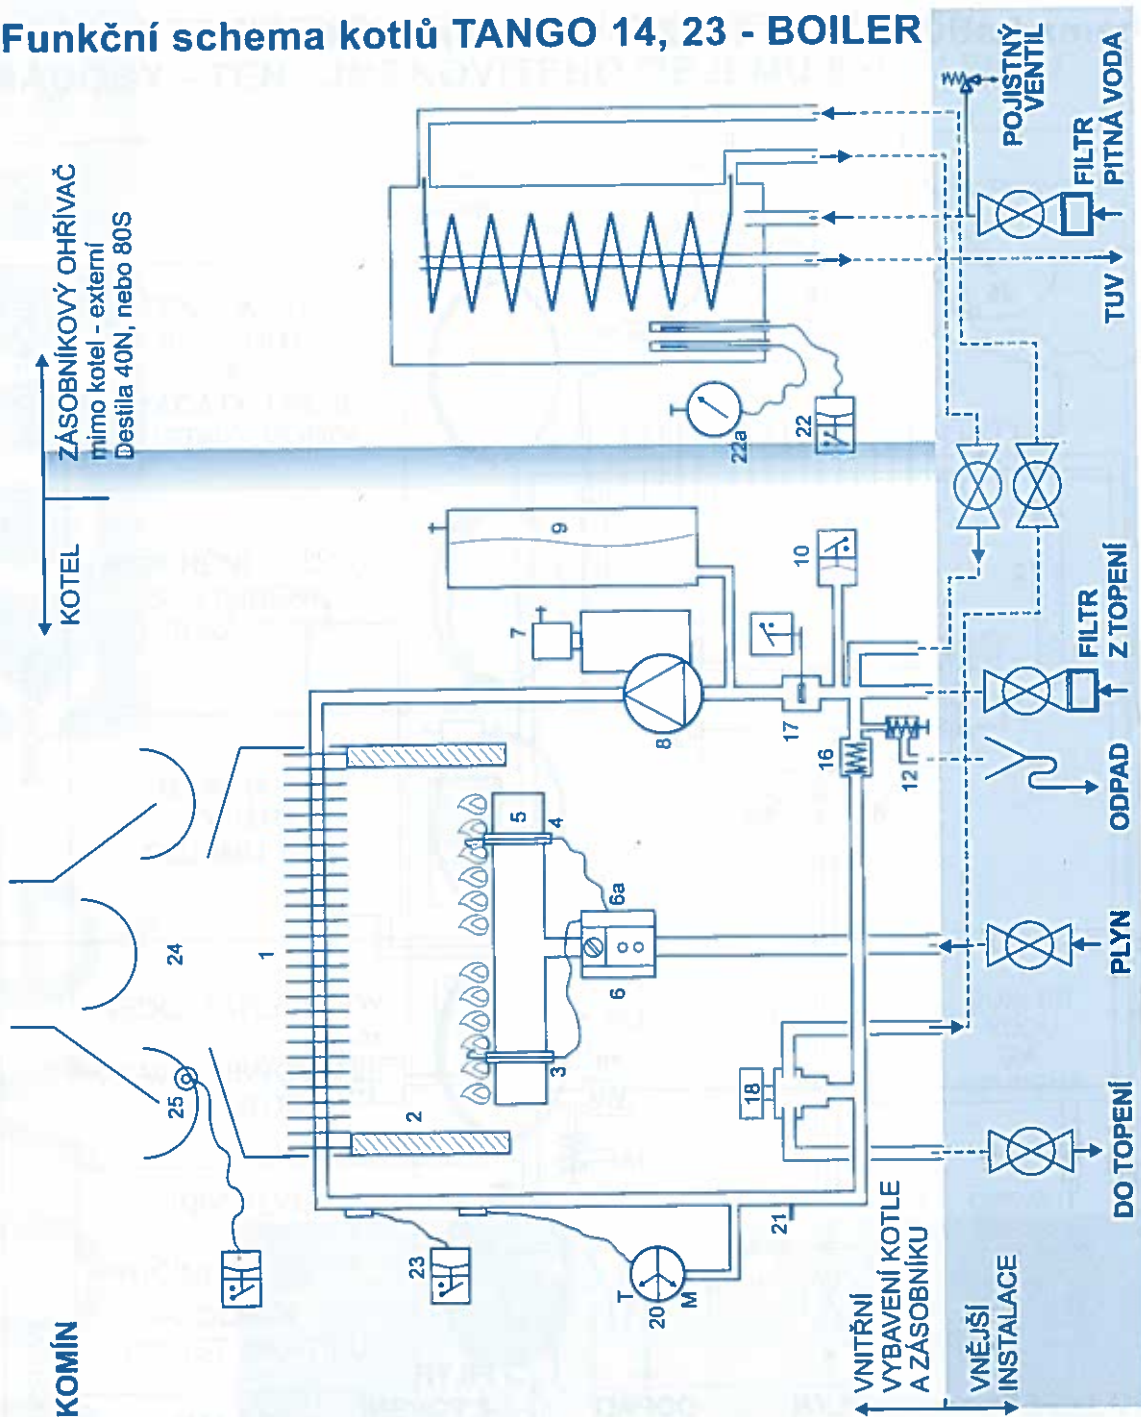 Funkční schema kotlů TANGO 14, 23 - BOILER
KOMÍN
KOTEL
ZÁSOBNÍKOVÝ OHŘÍVAČ
mimo kotel - externí
Destila 40N, nebo 80S
25
24
1
2
3
4
5
6
6a
7
8
9
10
12
16
17
18
20
T
M
21
22
22a
23
VNITŘNÍ
VYBAVENÍ KOTLE
A ZÁSOBNÍKU
VNĚJŠÍ
INSTALACE
DO TOPENÍ
PLYN
ODPAD
FILTR
Z TOPENÍ
TUV
FILTR
PITNÁ VODA
POJISTNÝ
VENTIL